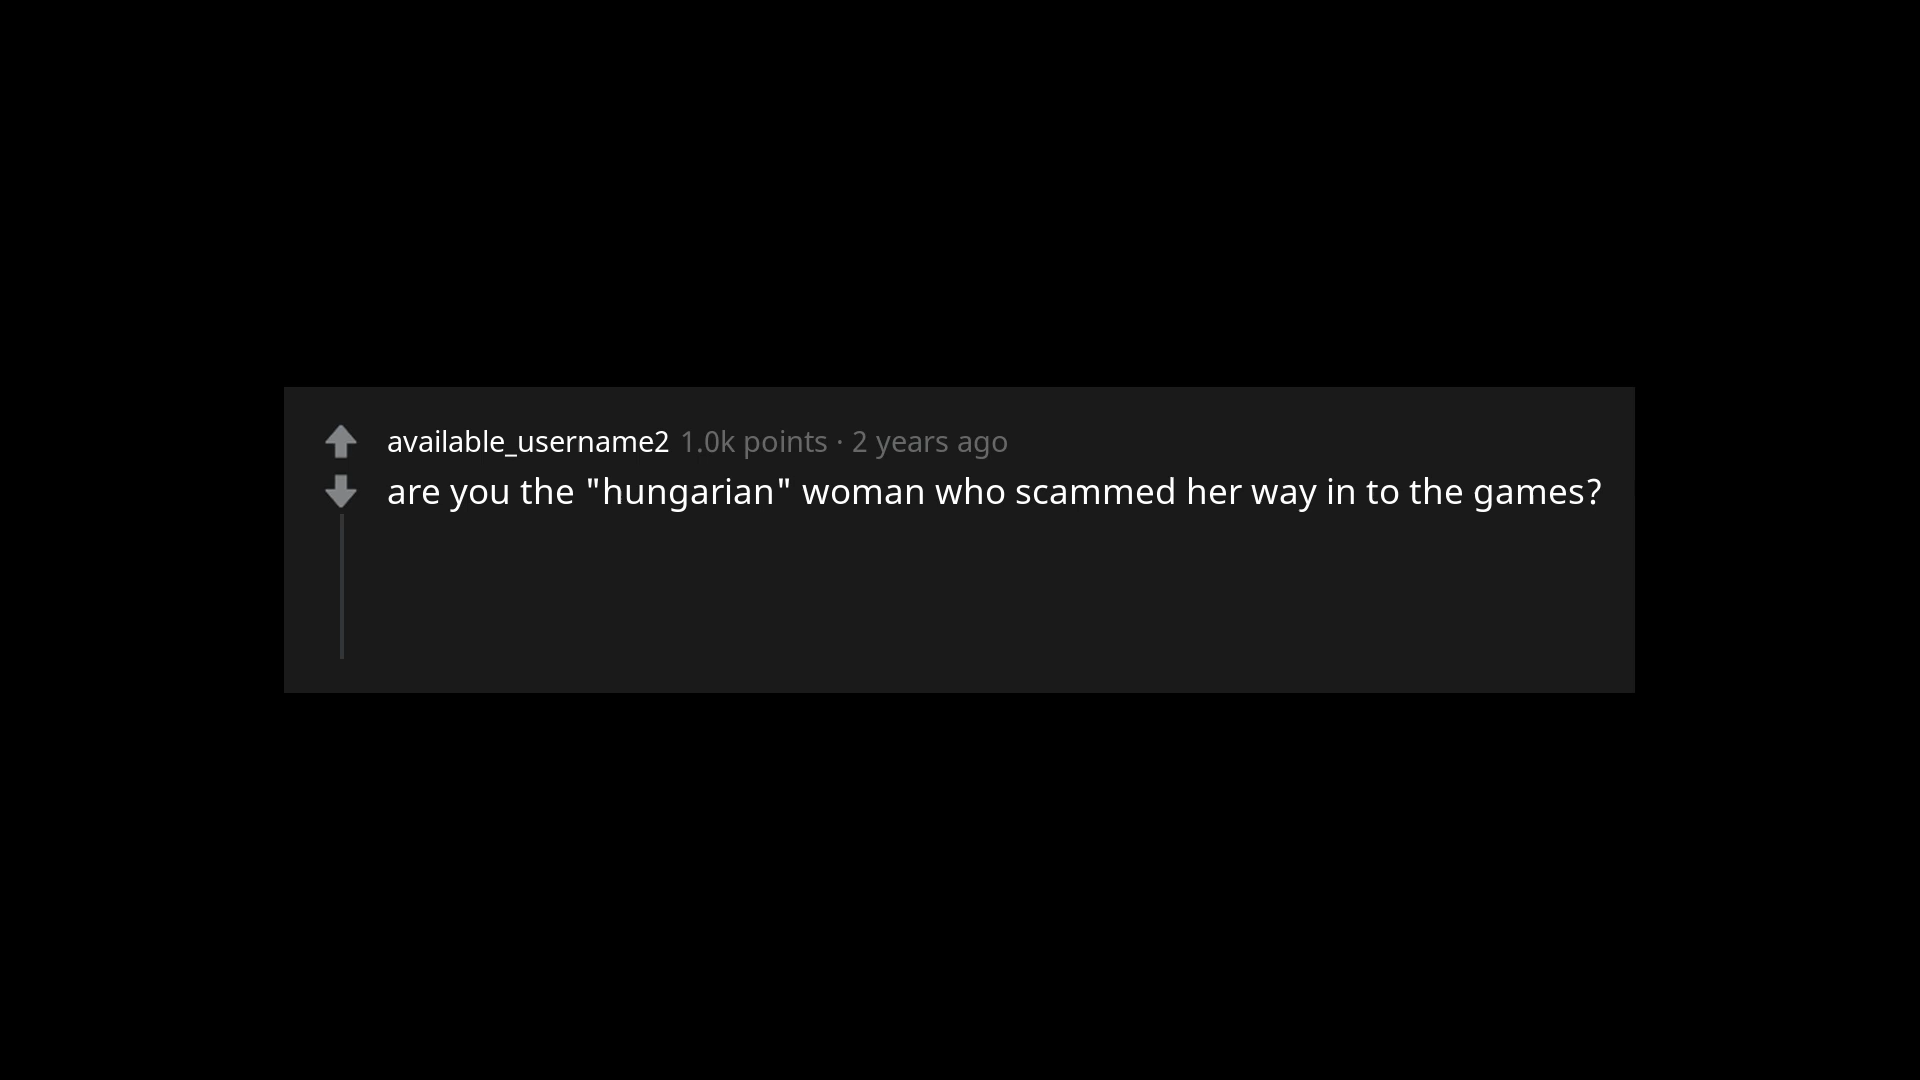 available_username2 1.0k points · 2 years ago
are you the "hungarian" woman who scammed her way in to the games?